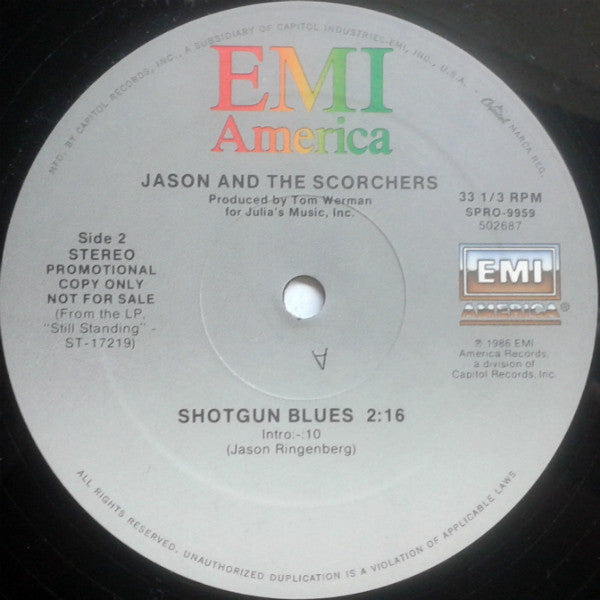 MFG. BY CAPITOL RECORDS, INC., A SUBSIDIARY OF CAPITOL INDUSTRIES-EMI, INC., U.S.A. · Capitol MARCA REG.
EMI
America
JASON AND THE SCORCHERS
Produced by Tom Werman
for Julia's Music, Inc.
33 1/3 RPM
SPRO-9959
502687
Side 2
STEREO
PROMOTIONAL
COPY ONLY
NOT FOR SALE
(From the LP,
"Still Standing" -
ST-17219)
EMI
AMERICA®
℗ 1986 EMI
America Records,
a division of
Capitol Records, Inc.
A
SHOTGUN BLUES 2:16
Intro:-:10
(Jason Ringenberg)
ALL RIGHTS RESERVED. UNAUTHORIZED DUPLICATION IS A VIOLATION OF APPLICABLE LAWS